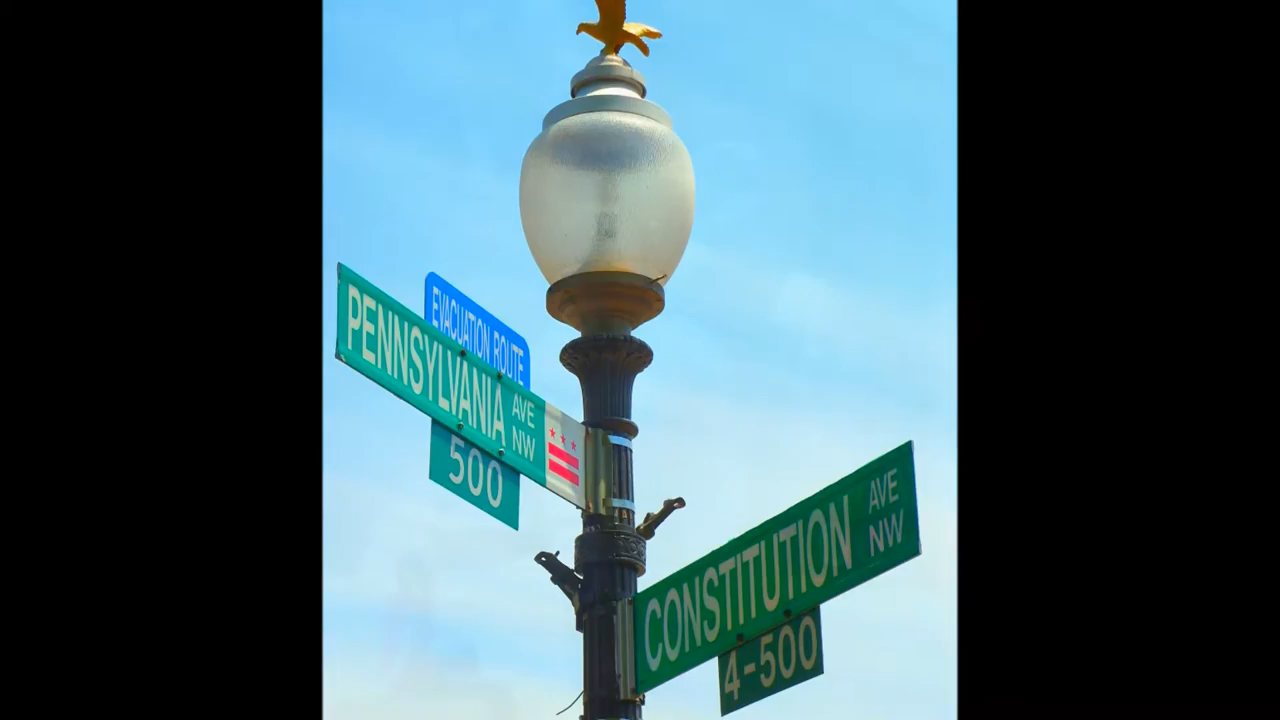 EVACUATION ROUTE
PENNSYLVANIA AVE NW
500
CONSTITUTION AVE NW
4-500